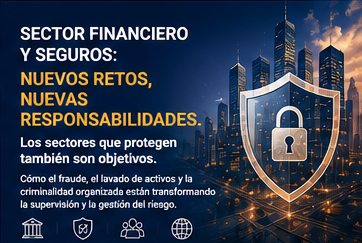 SECTOR FINANCIERO
Y SEGUROS:
NUEVOS RETOS,
NUEVAS
RESPONSABILIDADES.
Los sectores que protegen
también son objetivos.
Cómo el fraude, el lavado de activos y la
criminalidad organizada están transformando
la supervisión y la gestión del riesgo.